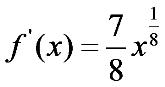 f'(x) = 7/8 x^(1/8)